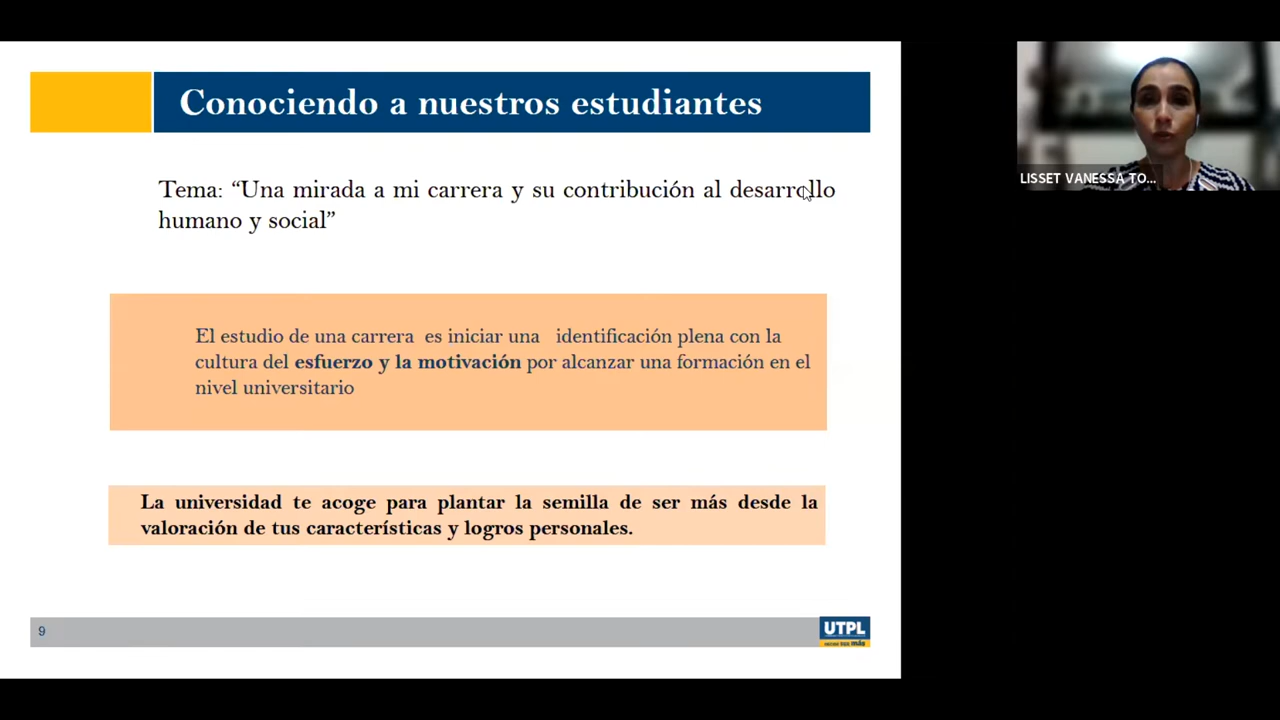 Conociendo a nuestros estudiantes
Tema: “Una mirada a mi carrera y su contribución al desarrollo
humano y social”
El estudio de una carrera es iniciar una identificación plena con la
cultura del esfuerzo y la motivación por alcanzar una formación en el
nivel universitario
La universidad te acoge para plantar la semilla de ser más desde la
valoración de tus características y logros personales.
9
UTPL
más
LISSET VANESSA TO...